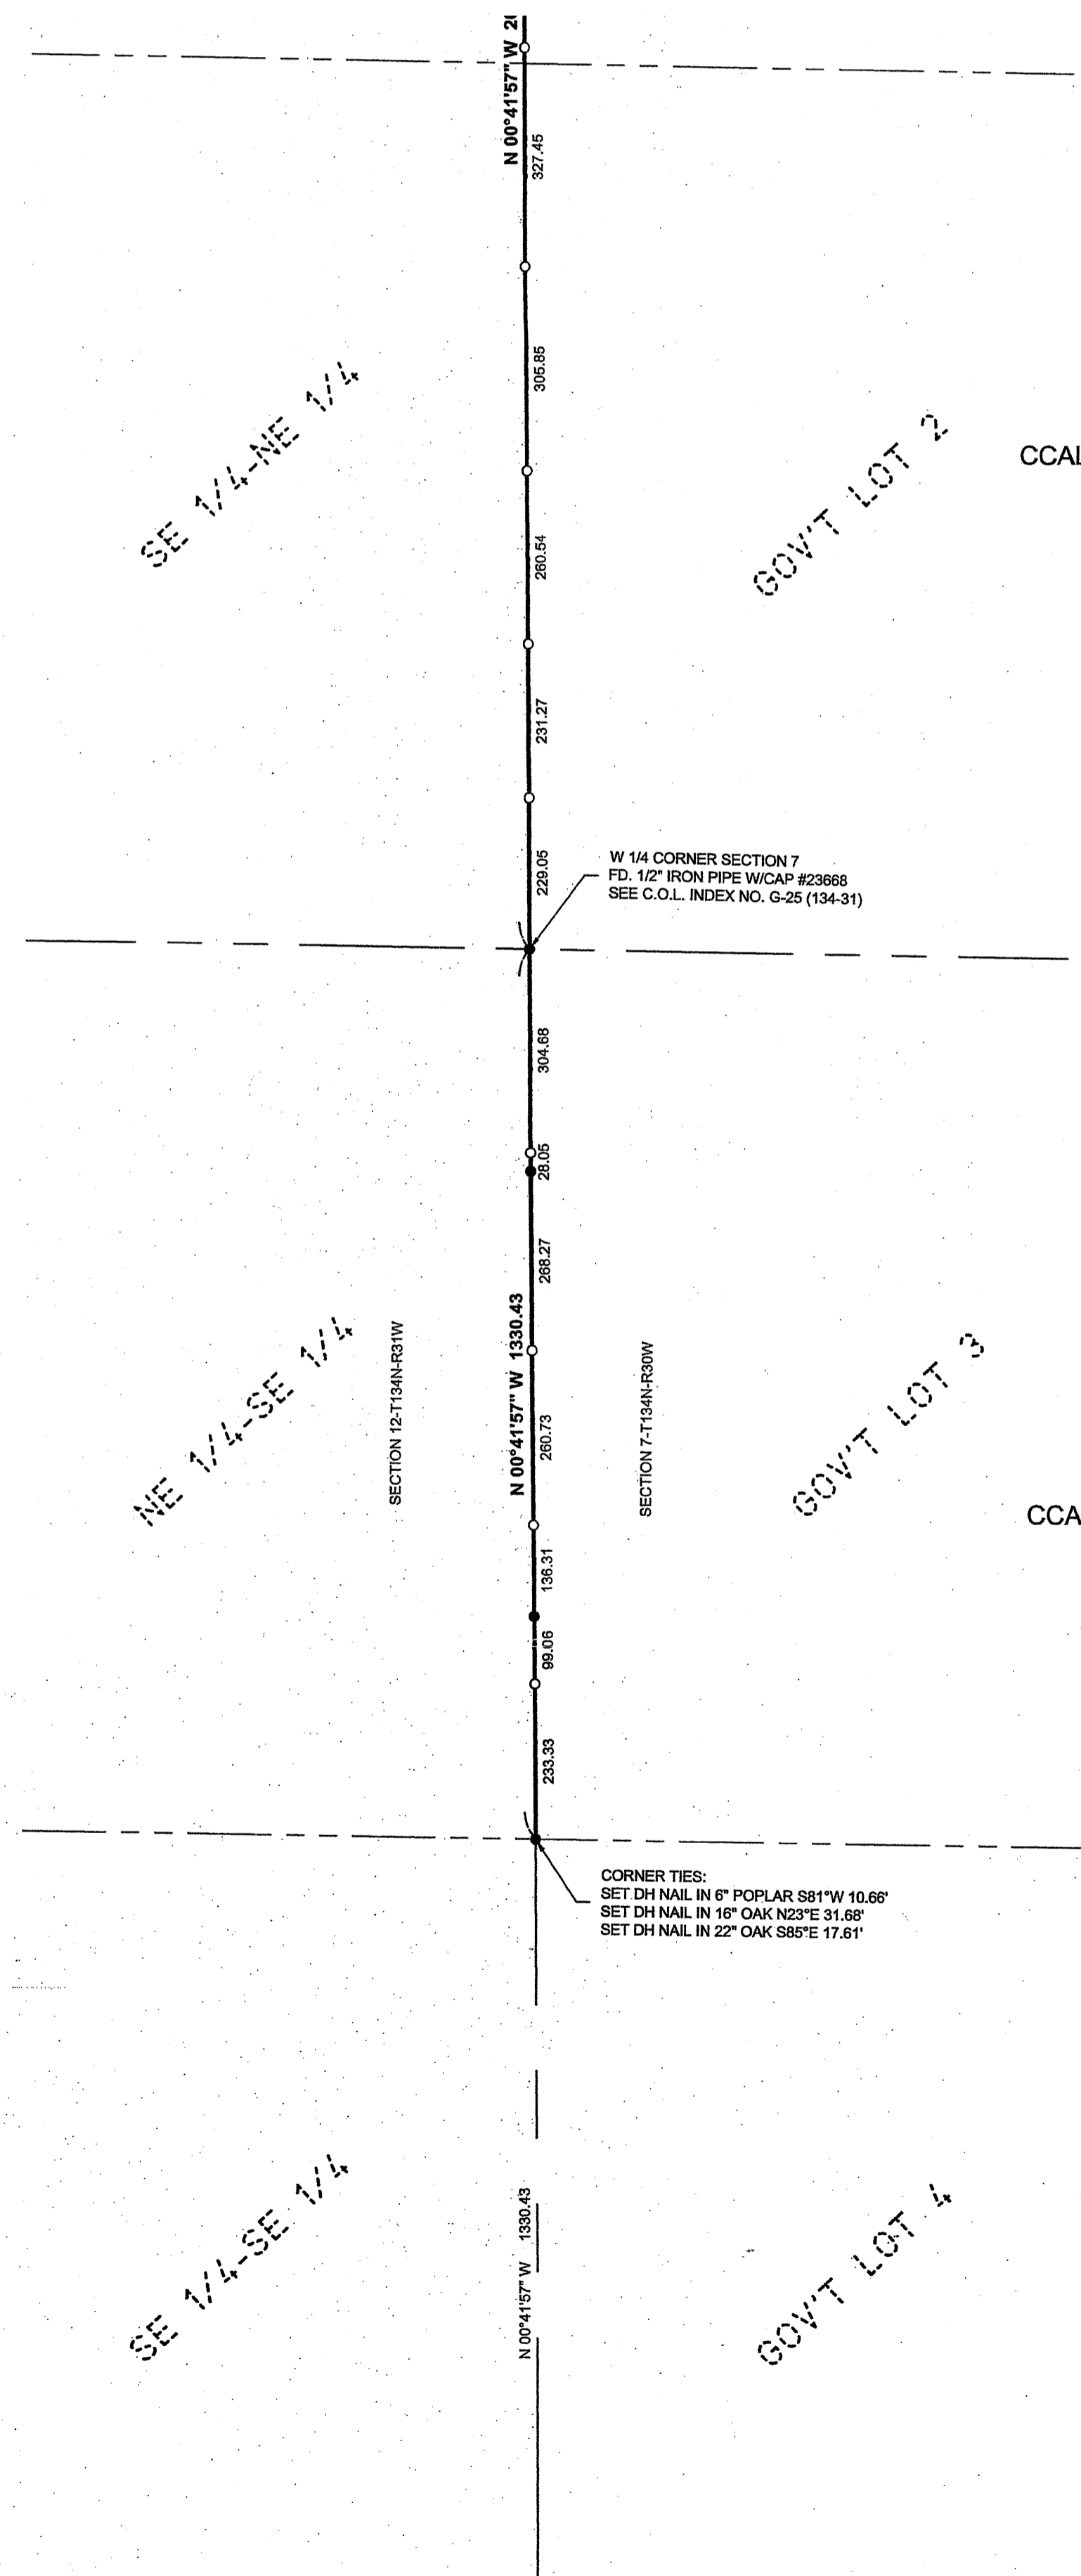 N 00°41'57" W 20
327.45
305.85
SE 1/4-NE 1/4
GOV'T LOT 2
CCAL
260.54
231.27
229.05
W 1/4 CORNER SECTION 7
FD. 1/2" IRON PIPE W/CAP #23668
SEE C.O.L. INDEX NO. G-25 (134-31)
304.68
28.05
268.27
N 00°41'57" W 1330.43
NE 1/4-SE 1/4
SECTION 12-T134N-R31W
SECTION 7-T134N-R30W
GOV'T LOT 3
CCA
260.73
136.31
99.06
233.33
CORNER TIES:
SET DH NAIL IN 6" POPLAR S81°W 10.66'
SET DH NAIL IN 16" OAK N23°E 31.68'
SET DH NAIL IN 22" OAK S85°E 17.61'
SE 1/4-SE 1/4
N 00°41'57" W 1330.43
GOV'T LOT 4